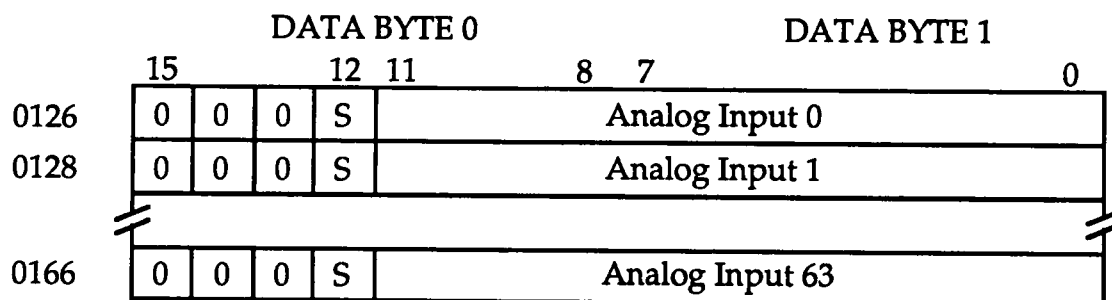 DATA BYTE 0 DATA BYTE 1
15 12 11 8 7 0
0126 0 0 0 S Analog Input 0
0128 0 0 0 S Analog Input 1
0166 0 0 0 S Analog Input 63